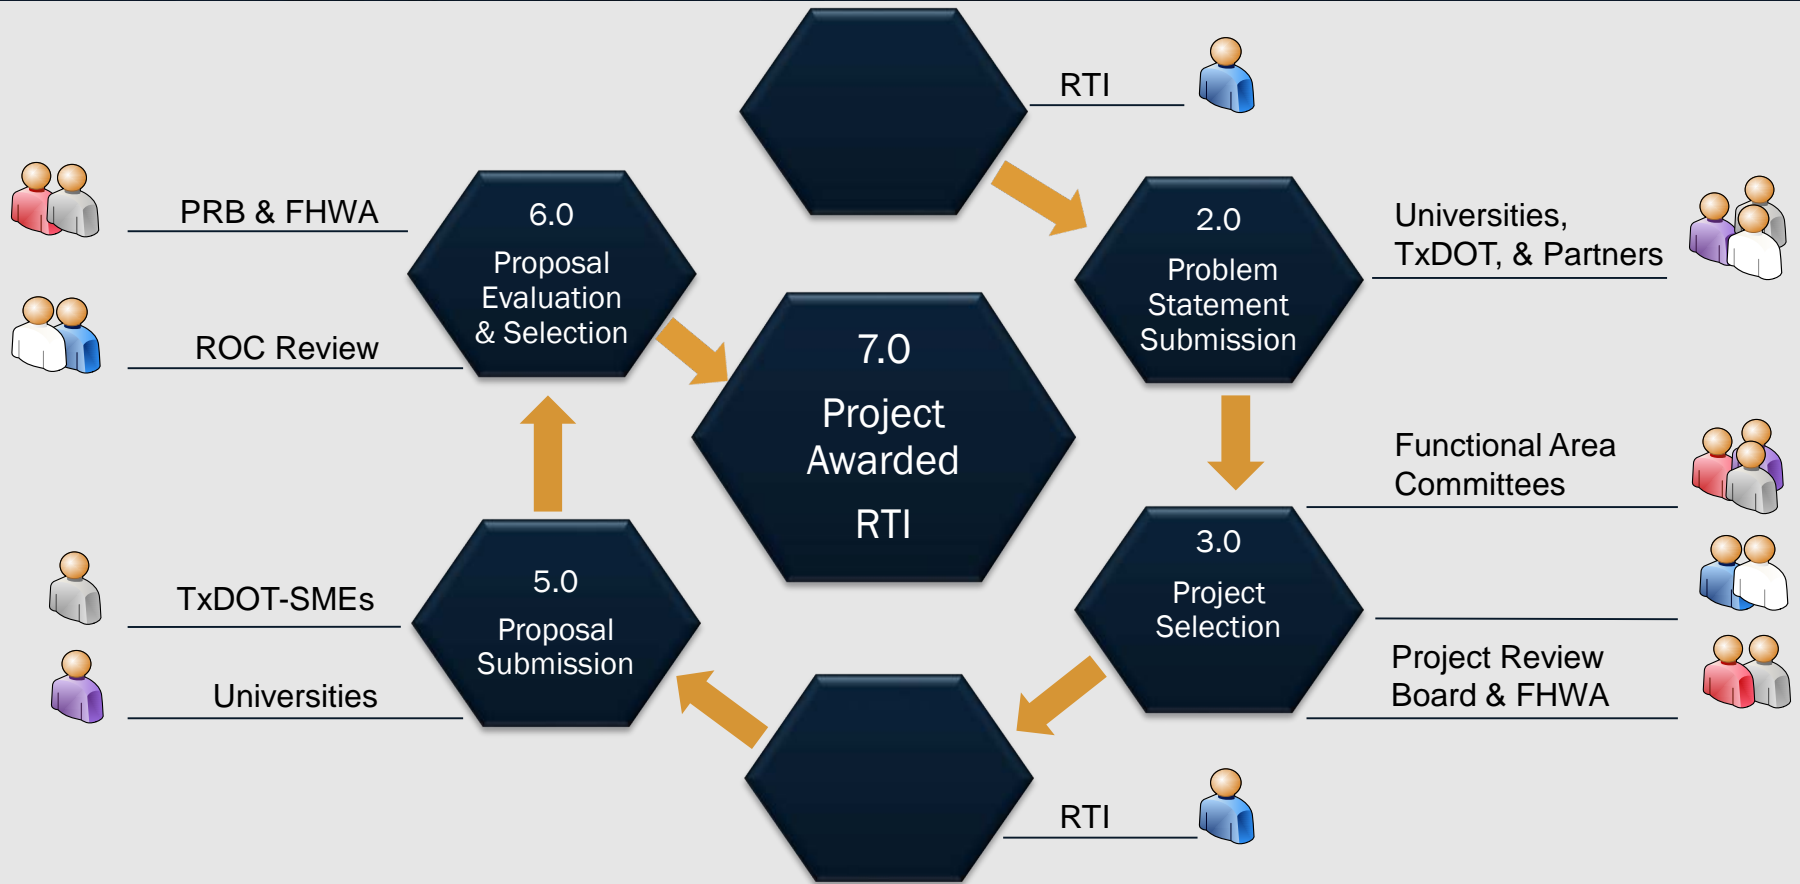 RTI
2.0
Problem
Statement
Submission
Universities,
TxDOT, & Partners
3.0
Project
Selection
Functional Area
Committees
Project Review
Board & FHWA
RTI
5.0
Proposal
Submission
TxDOT-SMEs
Universities
6.0
Proposal
Evaluation
& Selection
PRB & FHWA
ROC Review
7.0
Project
Awarded
RTI